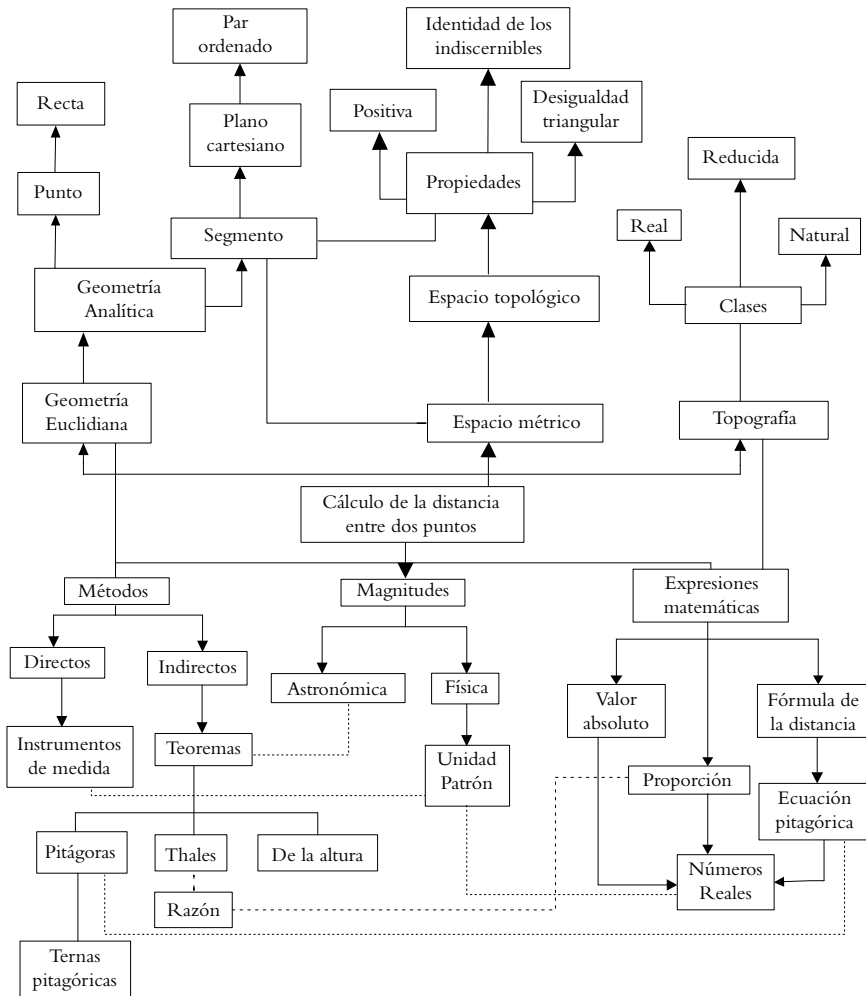 Par
ordenado
Identidad de los
indiscernibles
Recta
Plano
cartesiano
Positiva
Desigualdad
triangular
Reducida
Punto
Propiedades
Segmento
Real
Natural
Geometría
Analítica
Espacio topológico
Clases
Geometría
Euclidiana
Espacio métrico
Topografía
Cálculo de la distancia
entre dos puntos
Métodos
Magnitudes
Expresiones
matemáticas
Directos
Indirectos
Astronómica
Física
Valor
absoluto
Fórmula de
la distancia
Instrumentos
de medida
Teoremas
Unidad
Patrón
Proporción
Ecuación
pitagórica
Pitágoras
Thales
De la altura
Números
Reales
Razón
Ternas
pitagóricas